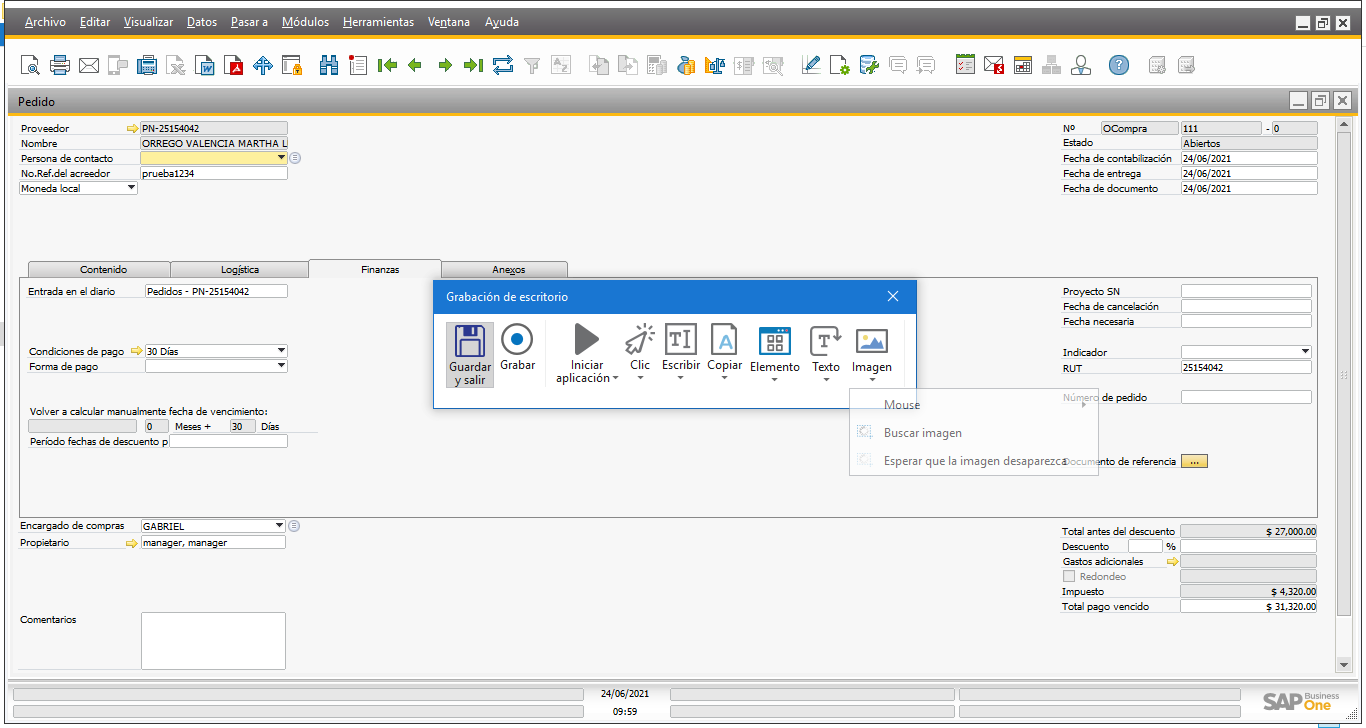 Archivo Editar Visualizar Datos Pasar a Módulos Herramientas Ventana Ayuda
Pedido
Proveedor PN-25154042
Nombre ORREGO VALENCIA MARTHA L
Persona de contacto
No.Ref.del acreedor prueba1234
Moneda local
Nº OCompra 111 - 0
Estado Abiertos
Fecha de contabilización 24/06/2021
Fecha de entrega 24/06/2021
Fecha de documento 24/06/2021
Contenido Logística Finanzas Anexos
Entrada en el diario Pedidos - PN-25154042
Condiciones de pago 30 Días
Forma de pago
Volver a calcular manualmente fecha de vencimiento:
0 Meses + 30 Días
Período fechas de descuento p
Grabación de escritorio
Guardar y salir
Grabar
Iniciar aplicación
Clic
Escribir
Copiar
Elemento
Texto
Imagen
Mouse
Buscar imagen
Esperar que la imagen desaparezca
Proyecto SN
Fecha de cancelación
Fecha necesaria
Indicador
RUT 25154042
Número de pedido
Documento de referencia ...
Encargado de compras GABRIEL
Propietario manager, manager
Comentarios
Total antes del descuento $ 27,000.00
Descuento %
Gastos adicionales
Redondeo
Impuesto $ 4,320.00
Total pago vencido $ 31,320.00
24/06/2021
09:59
SAP Business One